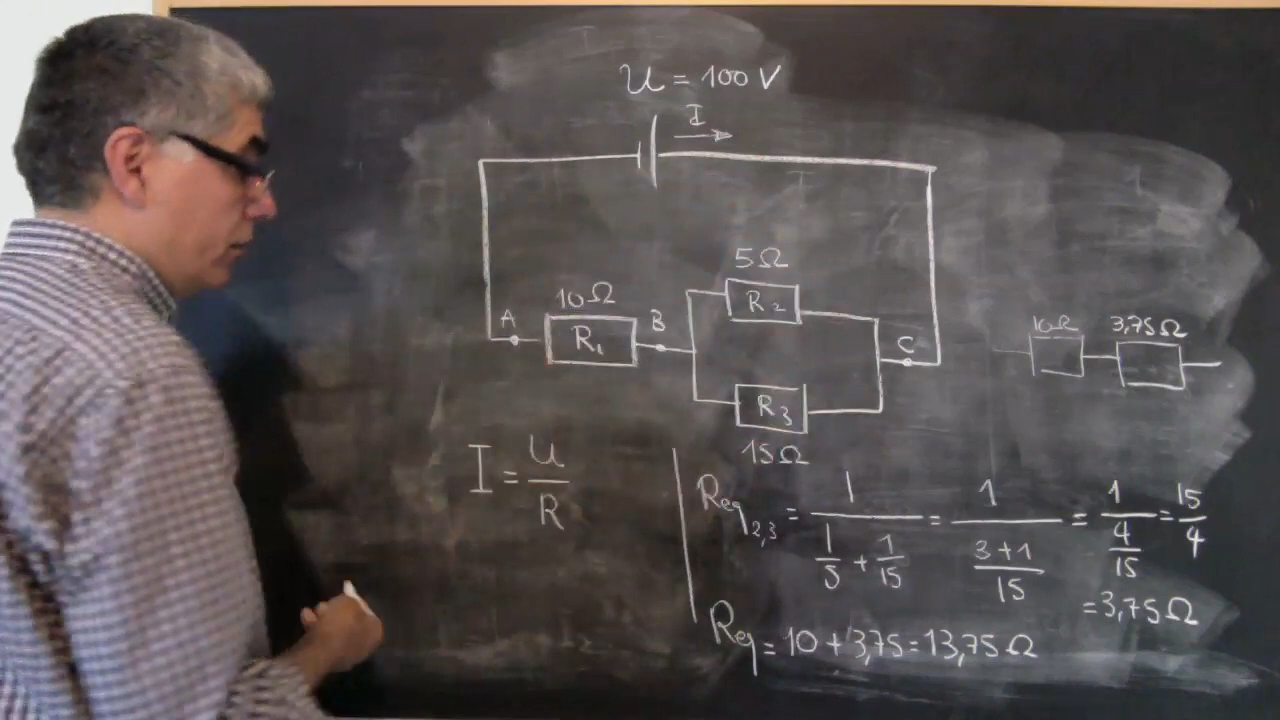 U = 100 V
I
5Ω
R2
10Ω
A
R1
B
C
R3
15Ω
10Ω
3,75Ω
I = U/R
Req2,3 = 1/(1/5 + 1/15) = 1/((3+1)/15) = 1/(4/15) = 15/4
= 3,75Ω
Req = 10 + 3,75 = 13,75Ω